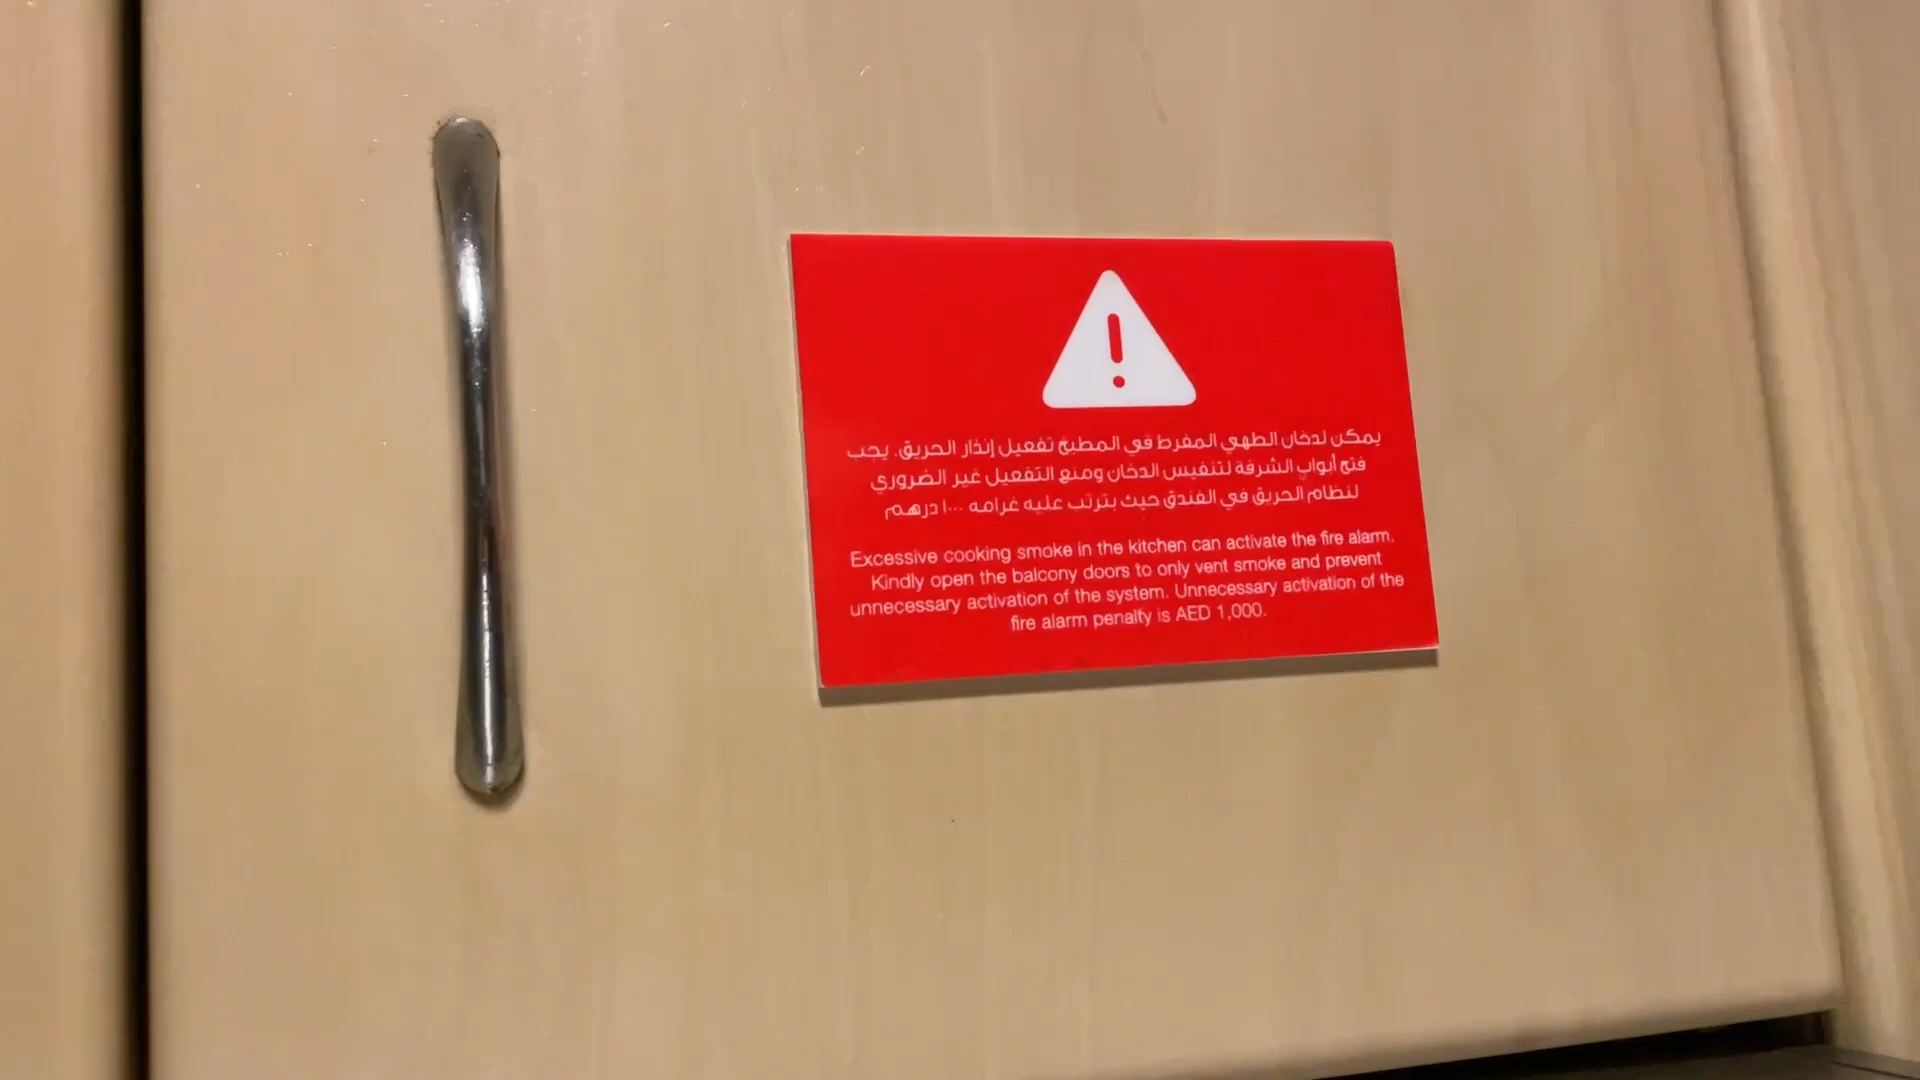 يمكن لدخان الطهي المفرط في المطبخ تفعيل إنذار الحريق. يجب
فتح أبواب الشرفة لتنفيس الدخان ومنع التفعيل غير الضروري
لنظام الحريق في الفندق حيث يترتب عليه غرامه ١٠٠٠ درهم
Excessive cooking smoke in the kitchen can activate the fire alarm.
Kindly open the balcony doors to only vent smoke and prevent
unnecessary activation of the system. Unnecessary activation of the
fire alarm penalty is AED 1,000.